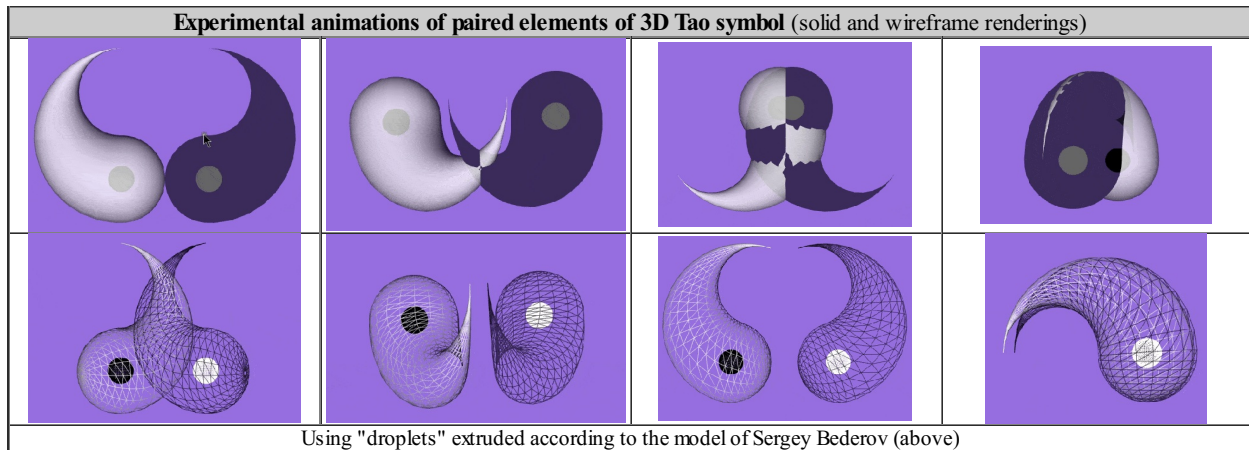 Experimental animations of paired elements of 3D Tao symbol (solid and wireframe renderings)
Using "droplets" extruded according to the model of Sergey Bederov (above)